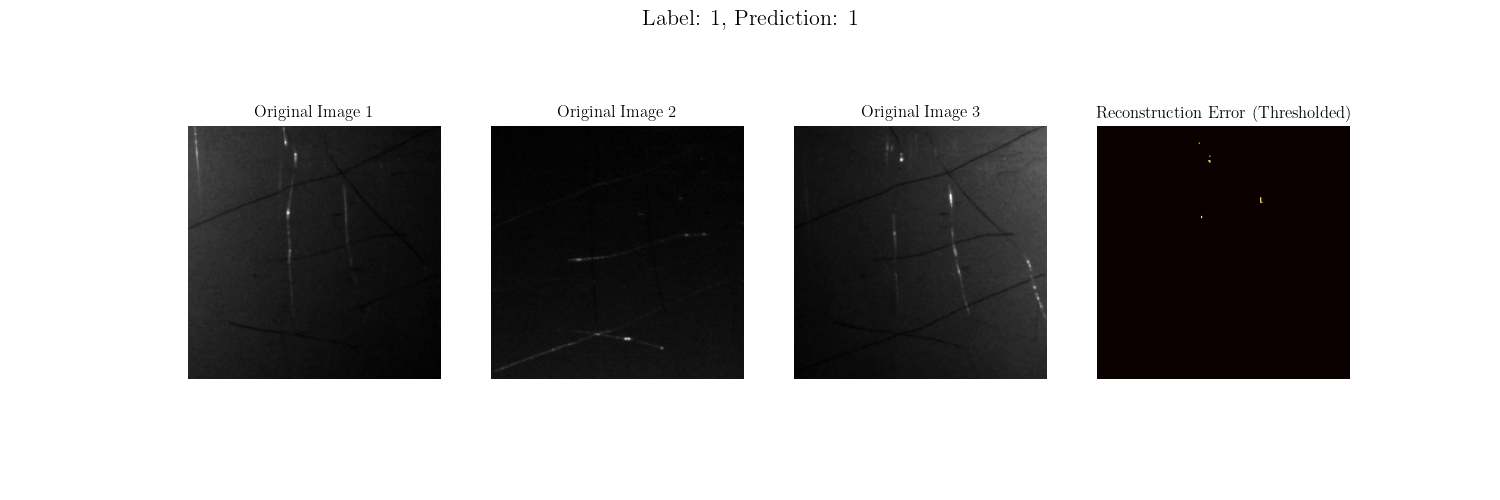 Label: 1, Prediction: 1
Original Image 1
Original Image 2
Original Image 3
Reconstruction Error (Thresholded)